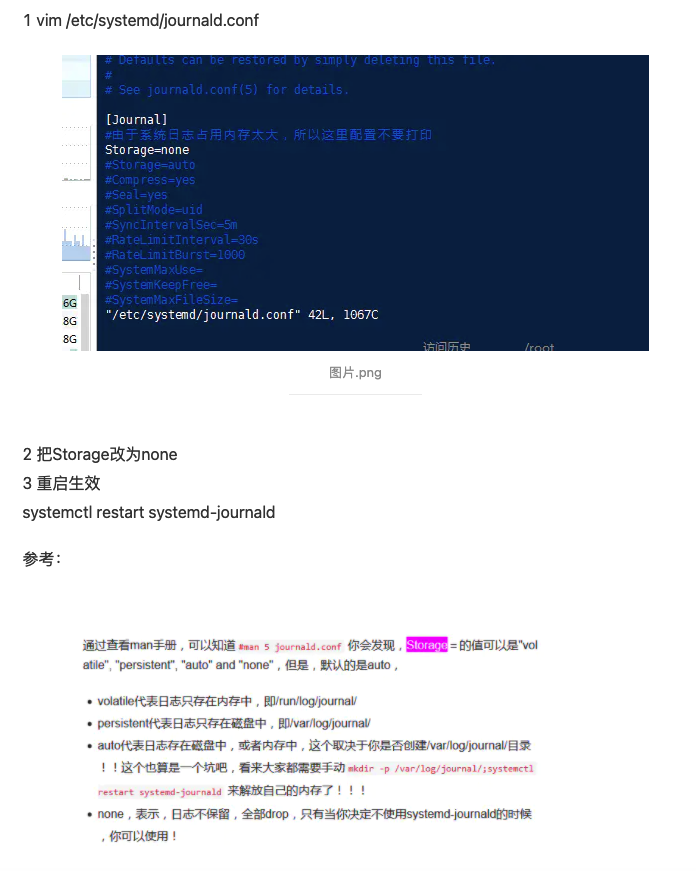 1 vim /etc/systemd/journald.conf
# Defaults can be restored by simply deleting this file.
#
# See journald.conf(5) for details.
[Journal]
#由于系统日志占用内存太大，所以这里配置不要打印
Storage=none
#Storage=auto
#Compress=yes
#Seal=yes
#SplitMode=uid
#SyncIntervalSec=5m
#RateLimitInterval=30s
#RateLimitBurst=1000
#SystemMaxUse=
#SystemKeepFree=
#SystemMaxFileSize=
"/etc/systemd/journald.conf" 42L, 1067C
6G
8G
8G
访问历史 /root
图片.png
2 把Storage改为none
3 重启生效
systemctl restart systemd-journald
参考：
通过查看man手册，可以知道 #man 5 journald.conf 你会发现，Storage = 的值可以是"vol
atile", "persistent", "auto" and "none"，但是，默认的是auto，
• volatile代表日志只存在内存中，即/run/log/journal/
• persistent代表日志只存在磁盘中，即/var/log/journal/
• auto代表日志存在磁盘中，或者内存中，这个取决于你是否创建/var/log/journal/目录
！！这个也算是一个坑吧，看来大家都需要手动 mkdir -p /var/log/journal/;systemctl
restart systemd-journald 来解放自己的内存了！！！
• none，表示，日志不保留，全部drop，只有当你决定不使用systemd-journald的时候
，你可以使用！